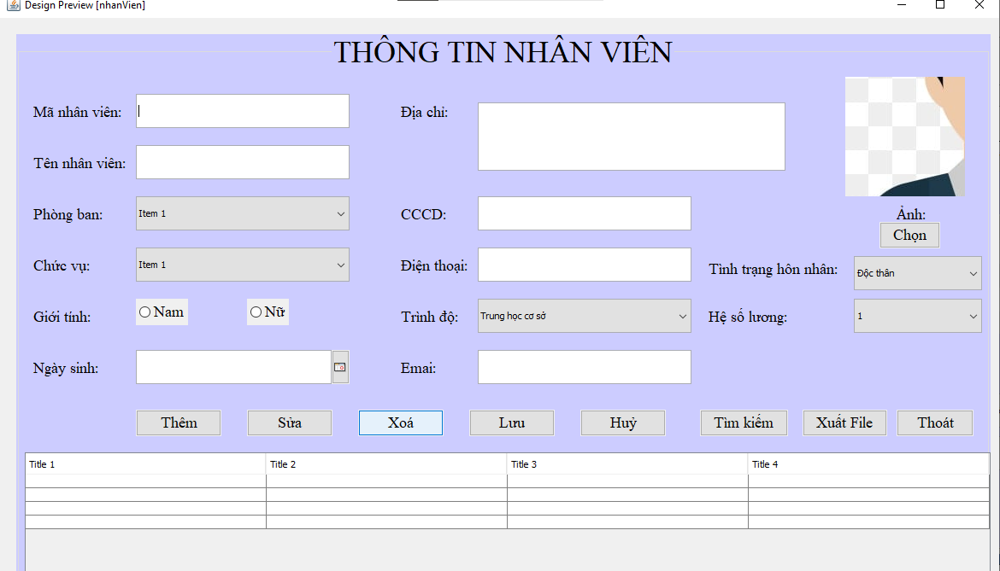 Design Preview [nhanVien]
THÔNG TIN NHÂN VIÊN
Mã nhân viên:
Địa chỉ:
Tên nhân viên:
Phòng ban: Item 1
CCCD:
Ảnh:
Chọn
Chức vụ: Item 1
Điện thoại:
Tình trạng hôn nhân: Độc thân
Giới tính: Nam Nữ
Trình độ: Trung học cơ sở
Hệ số lương: 1
Ngày sinh:
Emai:
Thêm Sửa Xoá Lưu Huỷ Tìm kiếm Xuất File Thoát
Title 1 Title 2 Title 3 Title 4